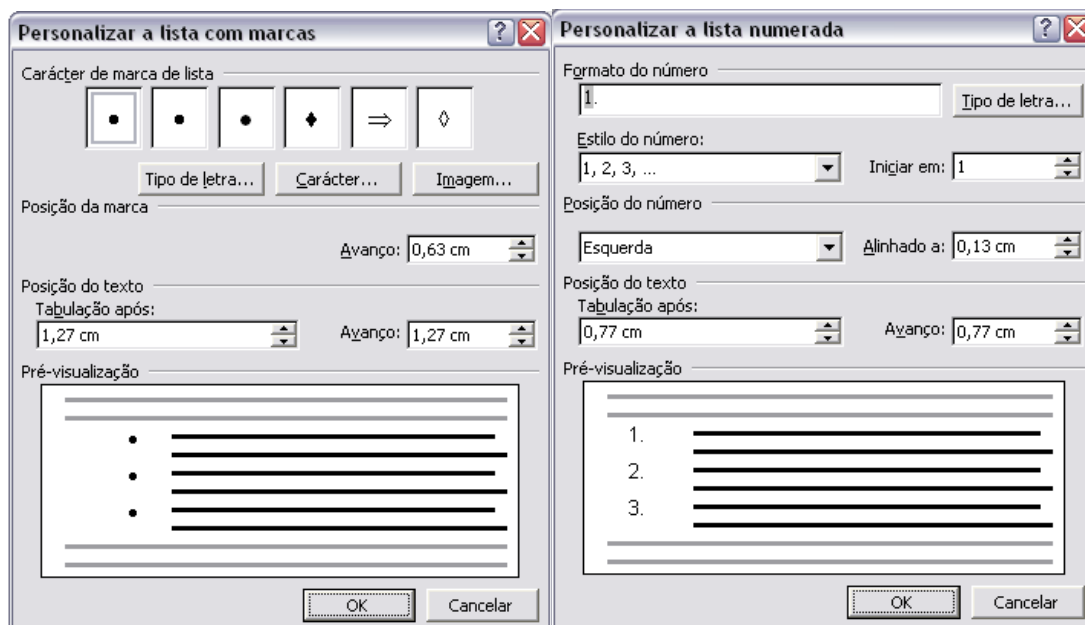 Personalizar a lista com marcas
Carácter de marca de lista
Tipo de letra...
Carácter...
Imagem...
Posição da marca
Avanço: 0,63 cm
Posição do texto
Tabulação após:
1,27 cm
Avanço: 1,27 cm
Pré-visualização
OK
Cancelar
Personalizar a lista numerada
Formato do número
1.
Tipo de letra...
Estilo do número:
1, 2, 3, ...
Iniciar em: 1
Posição do número
Esquerda
Alinhado a: 0,13 cm
Posição do texto
Tabulação após:
0,77 cm
Avanço: 0,77 cm
Pré-visualização
1.
2.
3.
OK
Cancelar